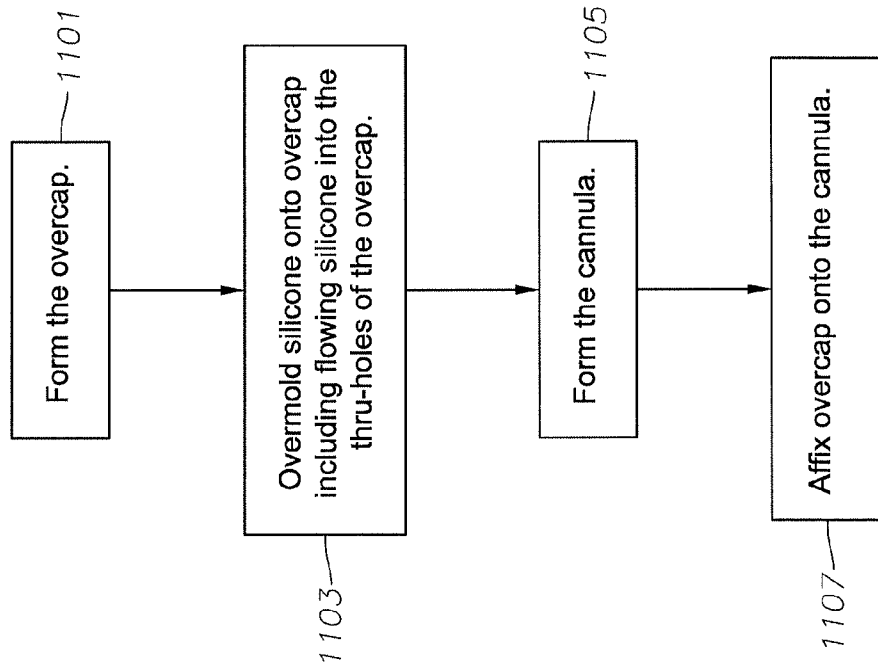 1101
Form the overcap.
Overmold silicone onto overcap
including flowing silicone into the
thru-holes of the overcap.
1103
1105
Form the cannula.
Affix overcap onto the cannula.
1107